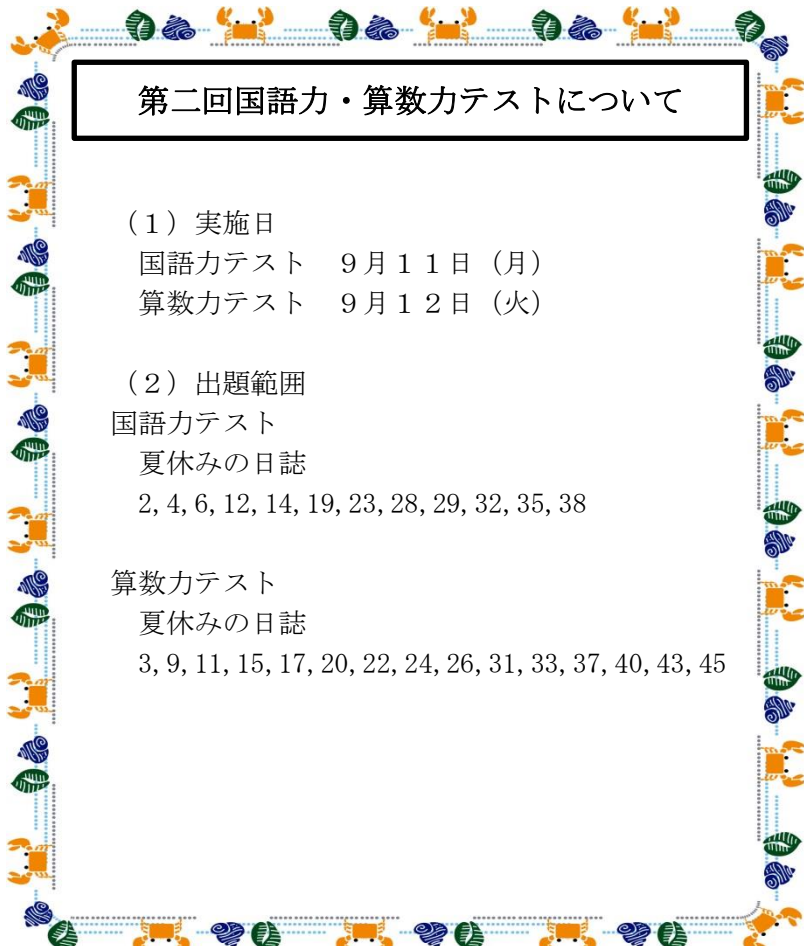 第二回国語力・算数力テストについて
（１）実施日
国語力テスト　９月１１日（月）
算数力テスト　９月１２日（火）
（２）出題範囲
国語力テスト
夏休みの日誌
2,4,6,12,14,19,23,28,29,32,35,38
算数力テスト
夏休みの日誌
3,9,11,15,17,20,22,24,26,31,33,37,40,43,45